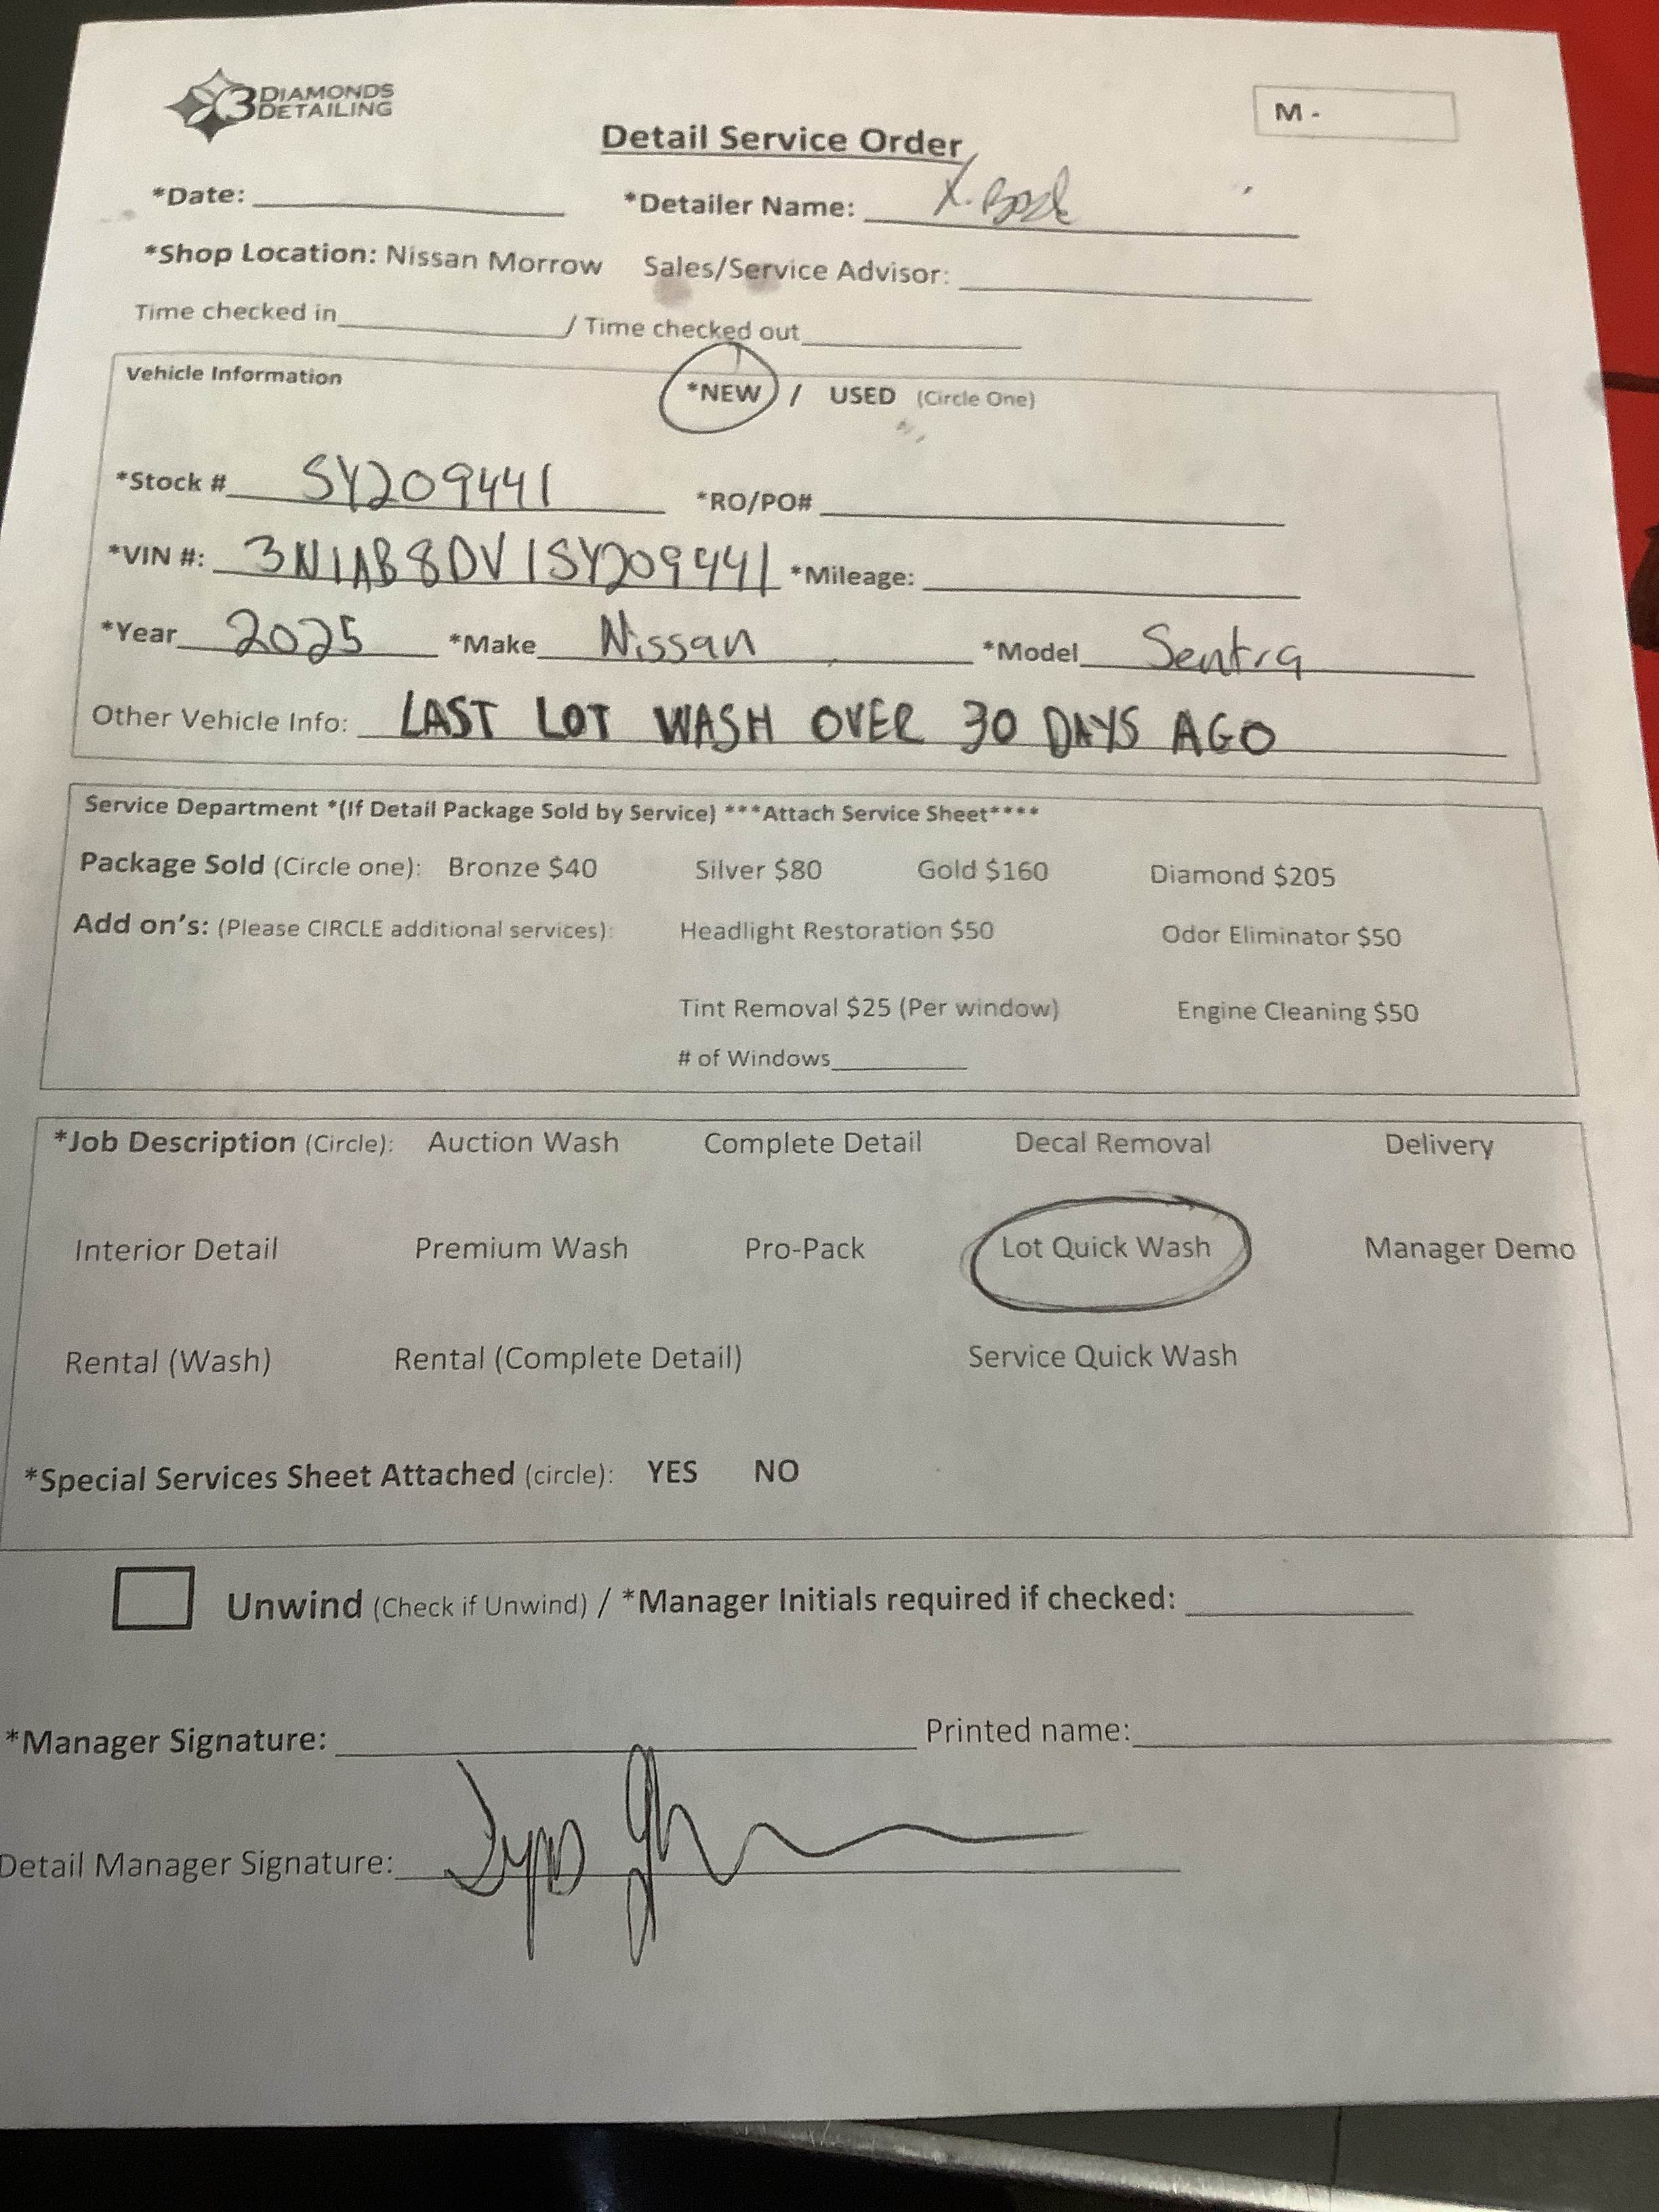 3 DIAMONDS
DETAILING
M -
Detail Service Order
*Date: *Detailer Name: X.
*Shop Location: Nissan Morrow Sales/Service Advisor:
Time checked in / Time checked out
Vehicle Information *NEW / USED (Circle One)
*Stock # SY209441 *RO/PO#
*VIN #: 3N1AB8DV1SY209441 *Mileage:
*Year 2025 *Make Nissan *Model Sentra
Other Vehicle Info: LAST LOT WASH OVER 30 DAYS AGO
Service Department *(If Detail Package Sold by Service) ***Attach Service Sheet****
Package Sold (Circle one): Bronze $40 Silver $80 Gold $160 Diamond $205
Add on's: (Please CIRCLE additional services): Headlight Restoration $50 Odor Eliminator $50
Tint Removal $25 (Per window) Engine Cleaning $50
# of Windows
*Job Description (Circle): Auction Wash Complete Detail Decal Removal Delivery
Interior Detail Premium Wash Pro-Pack Lot Quick Wash Manager Demo
Rental (Wash) Rental (Complete Detail) Service Quick Wash
*Special Services Sheet Attached (circle): YES NO
Unwind (Check if Unwind) / *Manager Initials required if checked:
*Manager Signature: Printed name:
Detail Manager Signature: